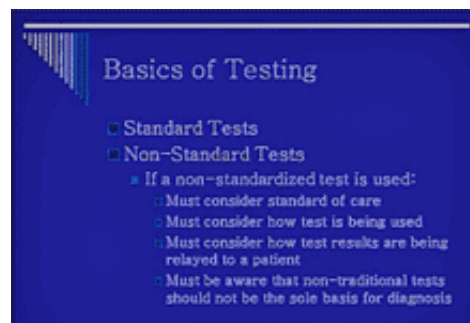 Basics of Testing
Standard Tests
Non-Standard Tests
If a non-standardized test is used:
Must consider standard of care
Must consider how test is being used
Must consider how test results are being
relayed to a patient
Must be aware that non-traditional tests
should not be the sole basis for diagnosis